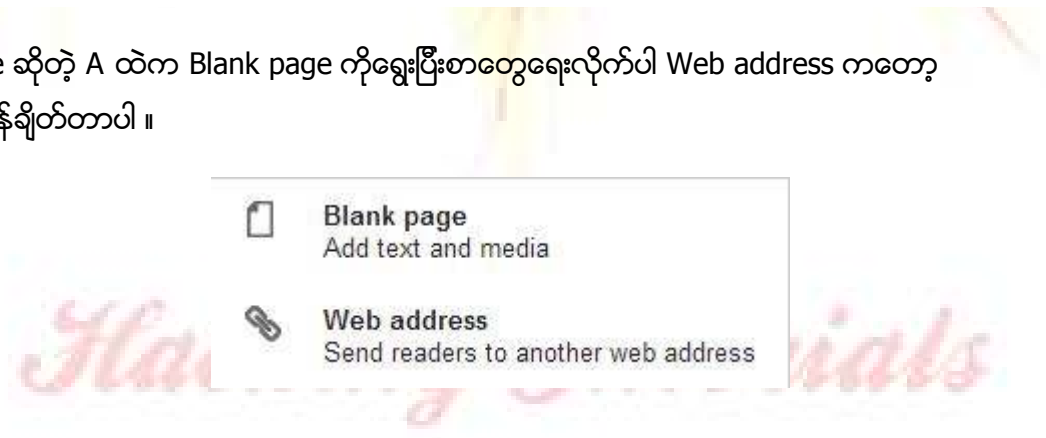 e ဆိုတဲ့ A ထဲက Blank page ကိုရွေးပြီးစာတွေရေးလိုက်ပါ Web address ကတော့
န်ချိတ်တာပါ ။
Blank page
Add text and media
Web address
Send readers to another web address